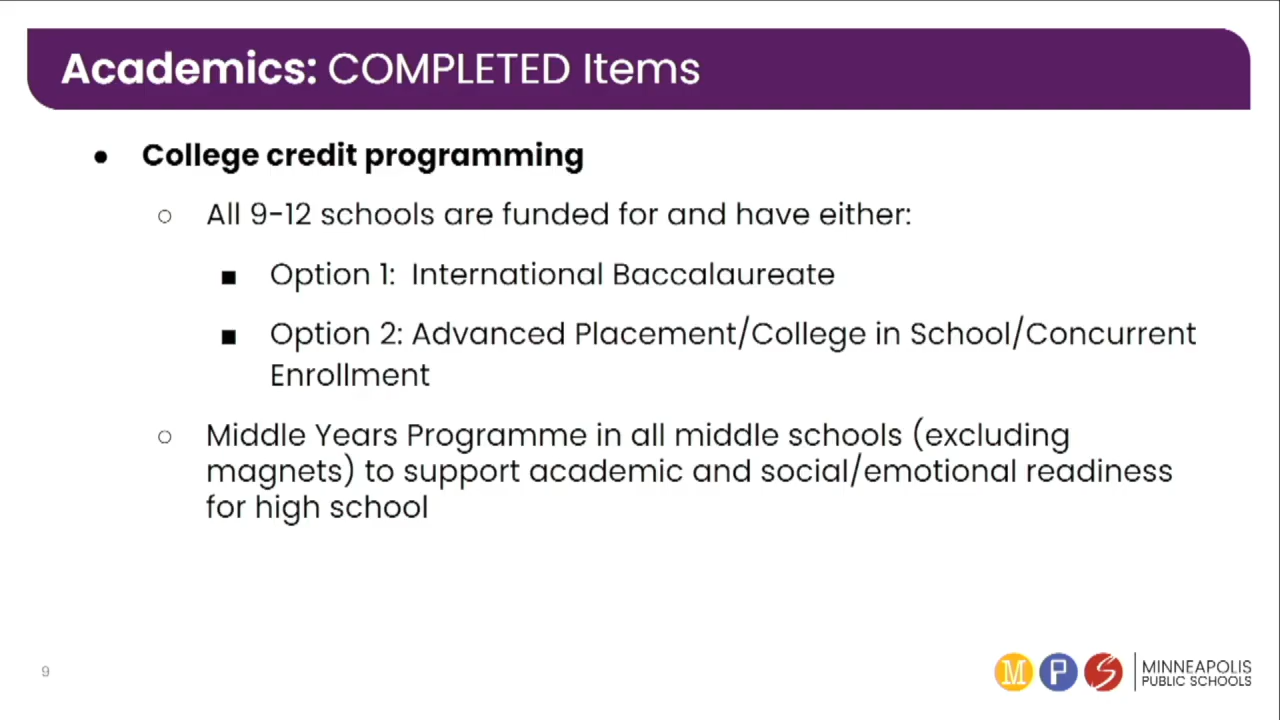 Academics: COMPLETED Items
● College credit programming
○ All 9-12 schools are funded for and have either:
■ Option 1: International Baccalaureate
■ Option 2: Advanced Placement/College in School/Concurrent
Enrollment
○ Middle Years Programme in all middle schools (excluding
magnets) to support academic and social/emotional readiness
for high school
9
M P S MINNEAPOLIS
PUBLIC SCHOOLS